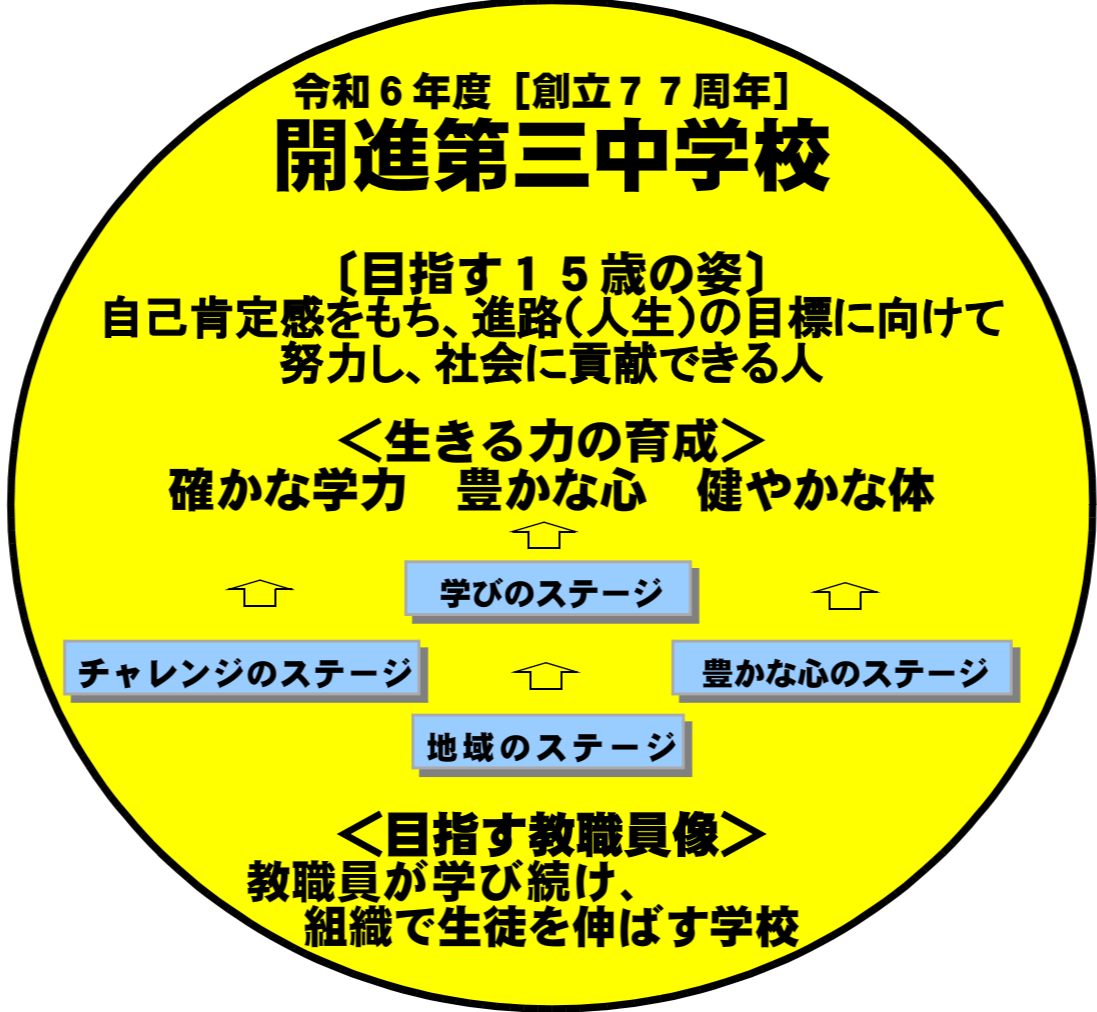 令和６年度［創立７７周年］
開進第三中学校
〔目指す１５歳の姿〕
自己肯定感をもち、進路（人生）の目標に向けて
努力し、社会に貢献できる人
＜生きる力の育成＞
確かな学力　豊かな心　健やかな体
学びのステージ
チャレンジのステージ
豊かな心のステージ
地域のステージ
＜目指す教職員像＞
教職員が学び続け、
組織で生徒を伸ばす学校